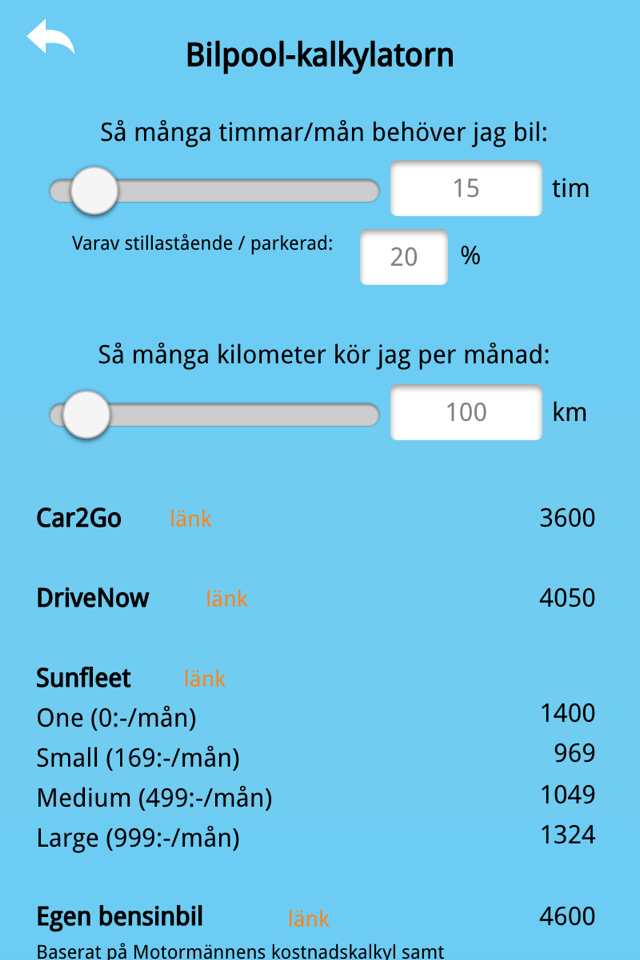 Bilpool-kalkylatorn
Så många timmar/mån behöver jag bil:
15 tim
Varav stillastående / parkerad: 20 %
Så många kilometer kör jag per månad:
100 km
Car2Go länk 3600
DriveNow länk 4050
Sunfleet länk
One (0:-/mån) 1400
Small (169:-/mån) 969
Medium (499:-/mån) 1049
Large (999:-/mån) 1324
Egen bensinbil länk 4600
Baserat på Motormännens kostnadskalkyl samt